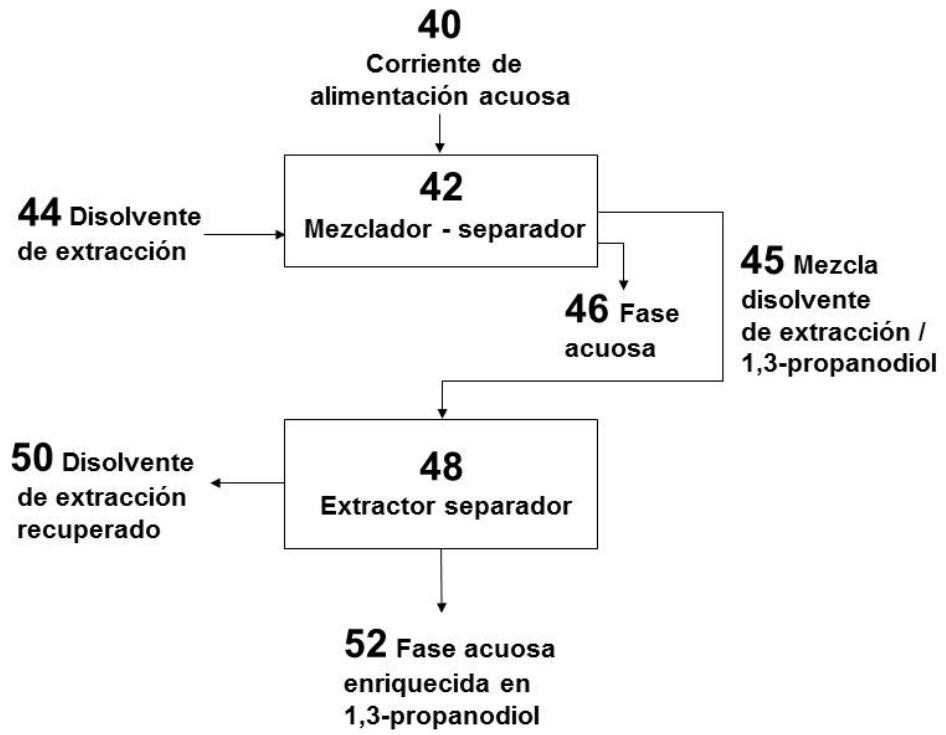 40
Corriente de
alimentación acuosa
42
Mezclador - separador
44 Disolvente
de extracción
45 Mezcla
disolvente
de extracción /
1,3-propanodiol
46 Fase
acuosa
48
Extractor separador
50 Disolvente
de extracción
recuperado
52 Fase acuosa
enriquecida en
1,3-propanodiol